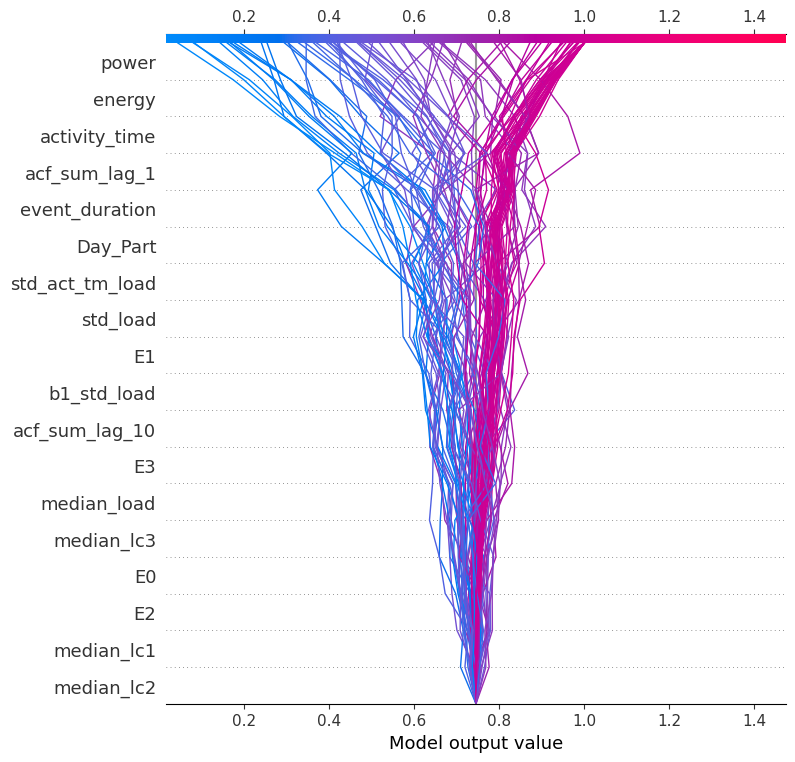 0.2 0.4 0.6 0.8 1.0 1.2 1.4
power
energy
activity_time
acf_sum_lag_1
event_duration
Day_Part
std_act_tm_load
std_load
E1
b1_std_load
acf_sum_lag_10
E3
median_load
median_lc3
E0
E2
median_lc1
median_lc2
0.2 0.4 0.6 0.8 1.0 1.2 1.4
Model output value